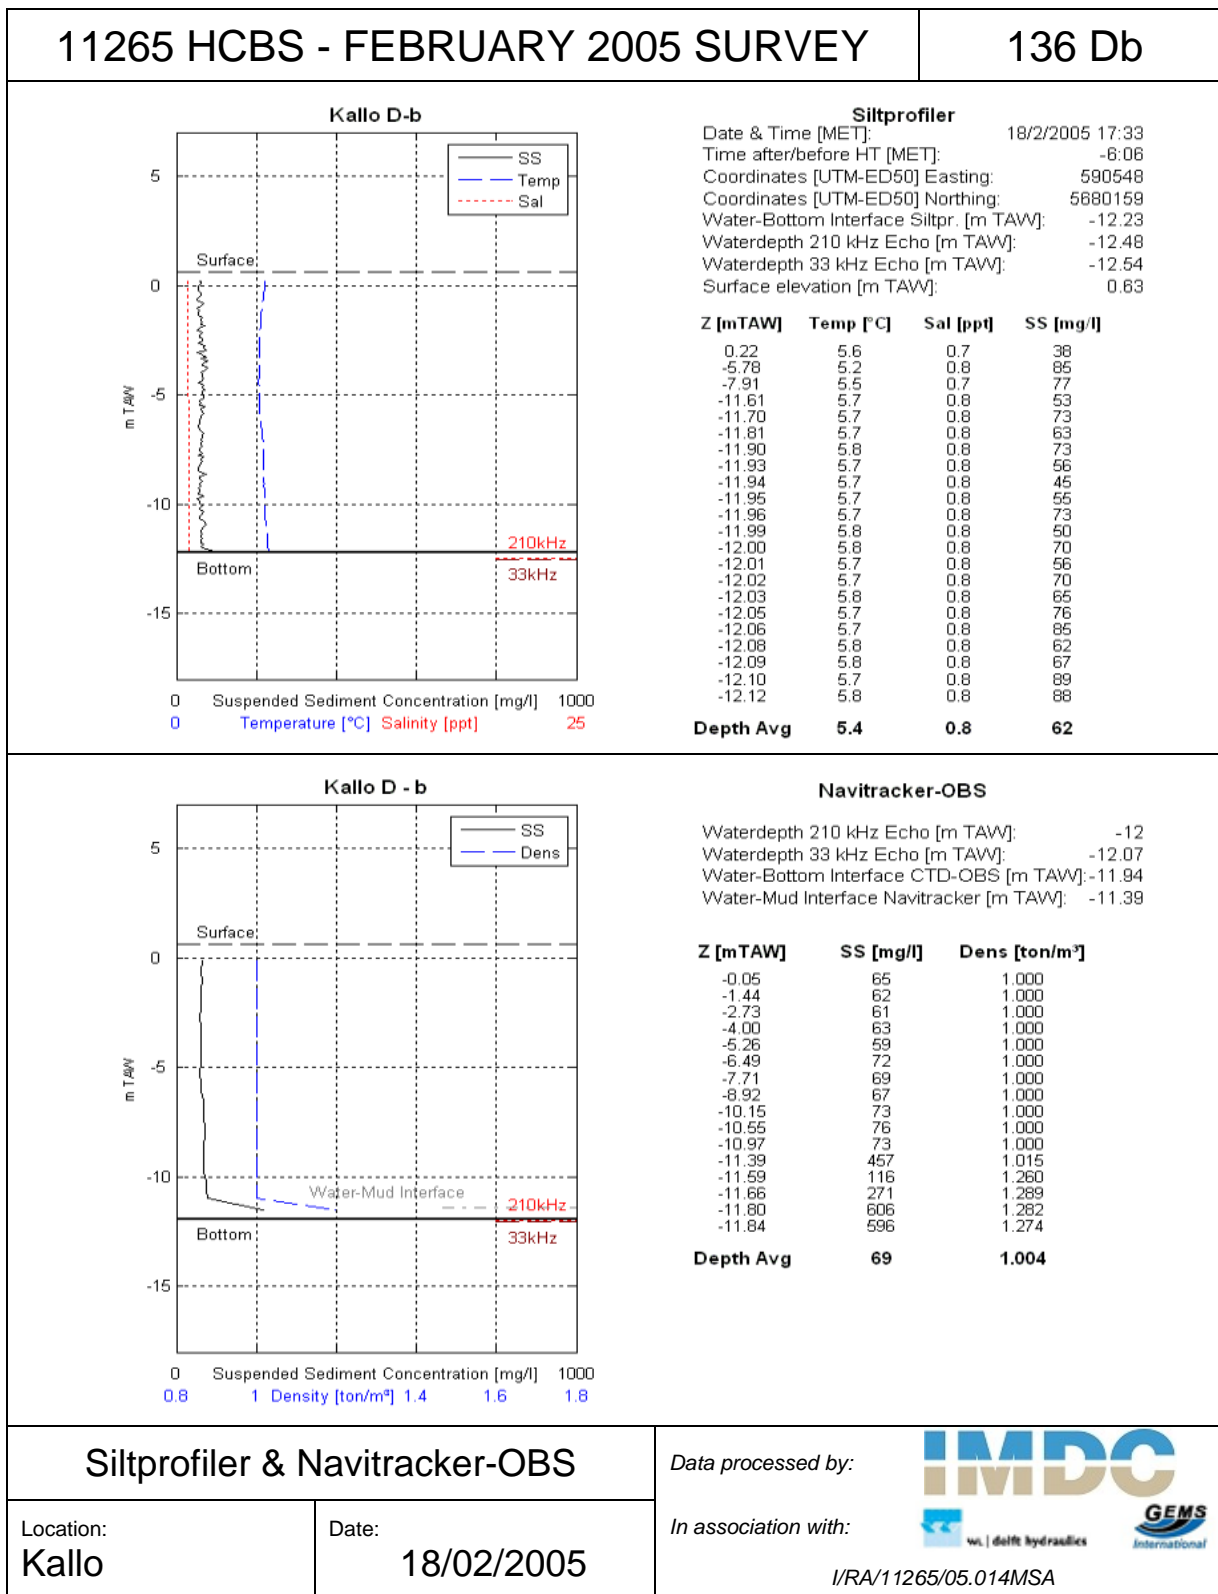 11265 HCBS - FEBRUARY 2005 SURVEY
136 Db
Kallo D-b
SS
Temp
Sal
5
Surface
0
m TAW
-5
-10
210kHz
Bottom
33kHz
-15
0 Suspended Sediment Concentration [mg/l] 1000
0 Temperature [°C] Salinity [ppt] 25
Siltprofiler
Date & Time [MET]: 18/2/2005 17:33
Time after/before HT [MET]: -6:06
Coordinates [UTM-ED50] Easting: 590548
Coordinates [UTM-ED50] Northing: 5680159
Water-Bottom Interface Siltpr. [m TAW]: -12.23
Waterdepth 210 kHz Echo [m TAW]: -12.48
Waterdepth 33 kHz Echo [m TAW]: -12.54
Surface elevation [m TAW]: 0.63
Z [mTAW] Temp [°C] Sal [ppt] SS [mg/l]
0.22 5.6 0.7 38
-5.78 5.2 0.8 85
-7.91 5.5 0.7 77
-11.61 5.7 0.8 53
-11.70 5.7 0.8 73
-11.81 5.7 0.8 63
-11.90 5.8 0.8 73
-11.93 5.7 0.8 56
-11.94 5.7 0.8 45
-11.95 5.7 0.8 55
-11.96 5.7 0.8 73
-11.99 5.8 0.8 50
-12.00 5.8 0.8 70
-12.01 5.7 0.8 56
-12.02 5.7 0.8 70
-12.03 5.8 0.8 65
-12.05 5.7 0.8 76
-12.06 5.7 0.8 85
-12.08 5.8 0.8 62
-12.09 5.8 0.8 67
-12.10 5.7 0.8 89
-12.12 5.8 0.8 88
Depth Avg 5.4 0.8 62
Kallo D - b
SS
Dens
5
Surface
0
m TAW
-5
-10
Water-Mud Interface
210kHz
Bottom
33kHz
-15
0 Suspended Sediment Concentration [mg/l] 1000
0.8 1 Density [ton/m³] 1.4 1.6 1.8
Navitracker-OBS
Waterdepth 210 kHz Echo [m TAW]: -12
Waterdepth 33 kHz Echo [m TAW]: -12.07
Water-Bottom Interface CTD-OBS [m TAW]: -11.94
Water-Mud Interface Navitracker [m TAW]: -11.39
Z [mTAW] SS [mg/l] Dens [ton/m³]
-0.05 65 1.000
-1.44 62 1.000
-2.73 61 1.000
-4.00 63 1.000
-5.26 59 1.000
-6.49 72 1.000
-7.71 69 1.000
-8.92 67 1.000
-10.15 73 1.000
-10.55 76 1.000
-10.97 73 1.000
-11.39 457 1.015
-11.59 116 1.260
-11.66 271 1.289
-11.80 606 1.282
-11.84 596 1.274
Depth Avg 69 1.004
Siltprofiler & Navitracker-OBS
Location:
Kallo
Date:
18/02/2005
Data processed by:
IMDC
In association with:
wL | delft hydraulics
GEMS
International
I/RA/11265/05.014MSA